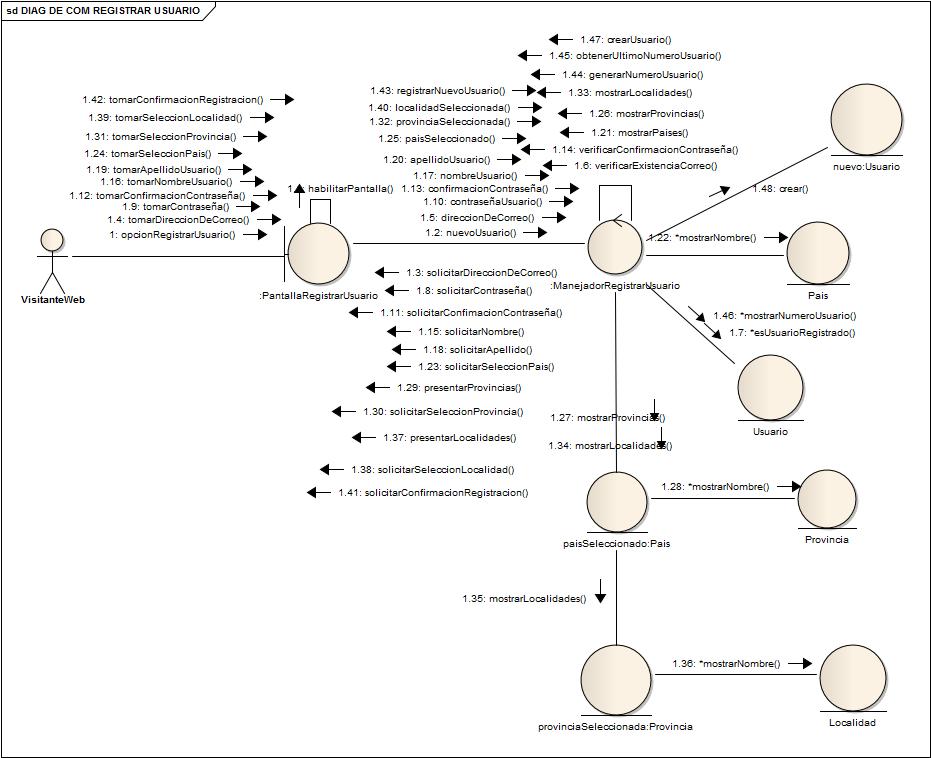 sd DIAG DE COM REGISTRAR USUARIO
1.47: crearUsuario()
1.45: obtenerUltimoNumeroUsuario()
1.44: generarNumeroUsuario()
1.43: registrarNuevoUsuario()
1.33: mostrarLocalidades()
1.42: tomarConfirmacionRegistracion()
1.40: localidadSeleccionada()
1.26: mostrarProvincias()
1.39: tomarSeleccionLocalidad()
1.32: provinciaSeleccionada()
1.21: mostrarPaises()
1.31: tomarSeleccionProvincia()
1.25: paisSeleccionado()
1.14: verificarConfirmacionContraseña()
1.24: tomarSeleccionPais()
1.20: apellidoUsuario()
1.6: verificarExistenciaCorreo()
nuevo:Usuario
1.19: tomarApellidoUsuario()
1.17: nombreUsuario()
1.16: tomarNombreUsuario()
habilitarPantalla()
1.13: confirmacionContraseña()
1.48: crear()
1.12: tomarConfirmacionContraseña()
1.10: contraseñaUsuario()
1.9: tomarContraseña()
1.4: tomarDireccionDeCorreo()
1.5: direccionDeCorreo()
1: opcionRegistrarUsuario()
1.2: nuevoUsuario()
1.22: *mostrarNombre()
VisitanteWeb
:PantallaRegistrarUsuario
:ManejadorRegistrarUsuario
Pais
1.3: solicitarDireccionDeCorreo()
1.8: solicitarContraseña()
1.11: solicitarConfimacionContraseña()
1.46: *mostrarNumeroUsuario()
1.15: solicitarNombre()
1.7: *esUsuarioRegistrado()
1.18: solicitarApellido()
1.23: solicitarSeleccionPais()
1.29: presentarProvincias()
1.30: solicitarSeleccionProvincia()
1.27: mostrarProvincias()
Usuario
1.37: presentarLocalidades()
1.34: mostrarLocalidades()
1.38: solicitarSeleccionLocalidad()
1.41: solicitarConfirmacionRegistracion()
1.28: *mostrarNombre()
paisSeleccionado:Pais
Provincia
1.35: mostrarLocalidades()
1.36: *mostrarNombre()
provinciaSeleccionada:Provincia
Localidad